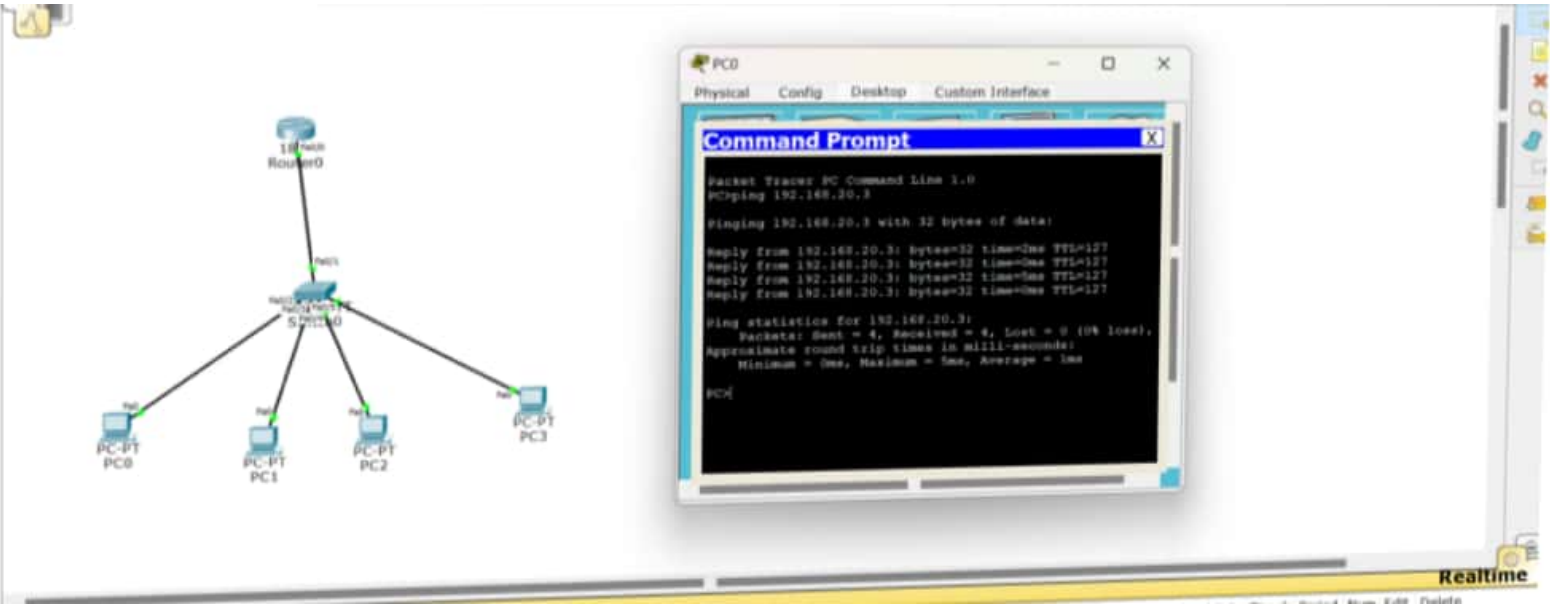 Router0
PC-PT
PC0
PC-PT
PC1
PC-PT
PC2
PC-PT
PC3
PC0
Physical Config Desktop Custom Interface
Command Prompt
X
Packet Tracer PC Command Line 1.0
PC>ping 192.168.20.3
Pinging 192.168.20.3 with 32 bytes of data:
Reply from 192.168.20.3: bytes=32 time=2ms TTL=127
Reply from 192.168.20.3: bytes=32 time=0ms TTL=127
Reply from 192.168.20.3: bytes=32 time=5ms TTL=127
Reply from 192.168.20.3: bytes=32 time=0ms TTL=127
Ping statistics for 192.168.20.3:
Packets: Sent = 4, Received = 4, Lost = 0 (0% loss),
Approximate round trip times in milli-seconds:
Minimum = 0ms, Maximum = 5ms, Average = 1ms
PC>
Realtime
Num Edit Delete